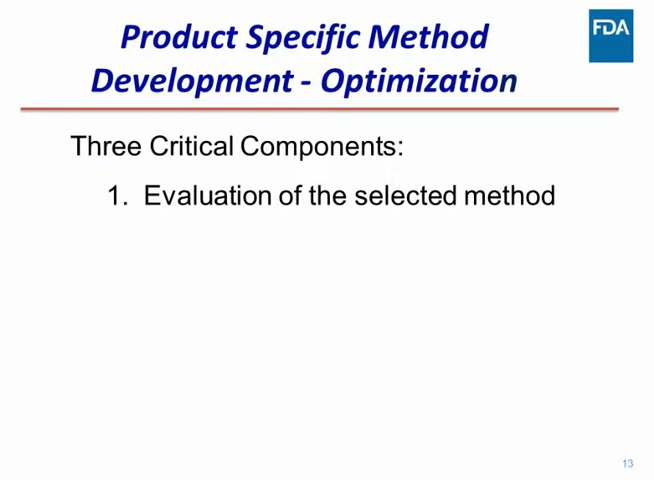 Product Specific Method
Development - Optimization
FDA
Three Critical Components:
1. Evaluation of the selected method
13